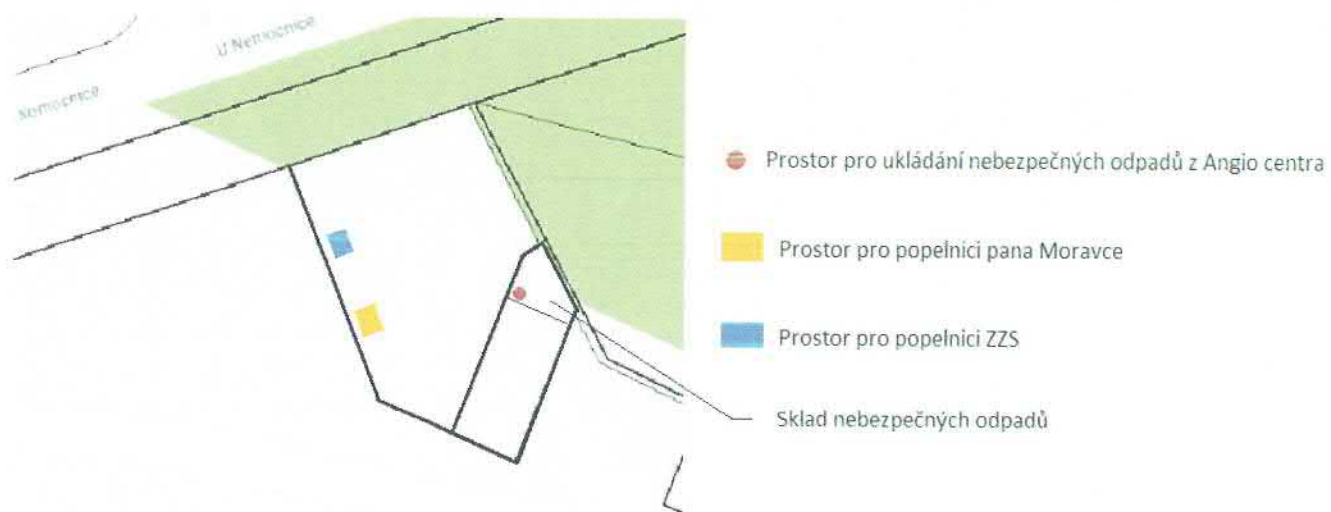 U Nemocnice
Nemocnice
Prostor pro ukládání nebezpečných odpadů z Angio centra
Prostor pro popelnici pana Moravce
Prostor pro popelnici ZZS
Sklad nebezpečných odpadů